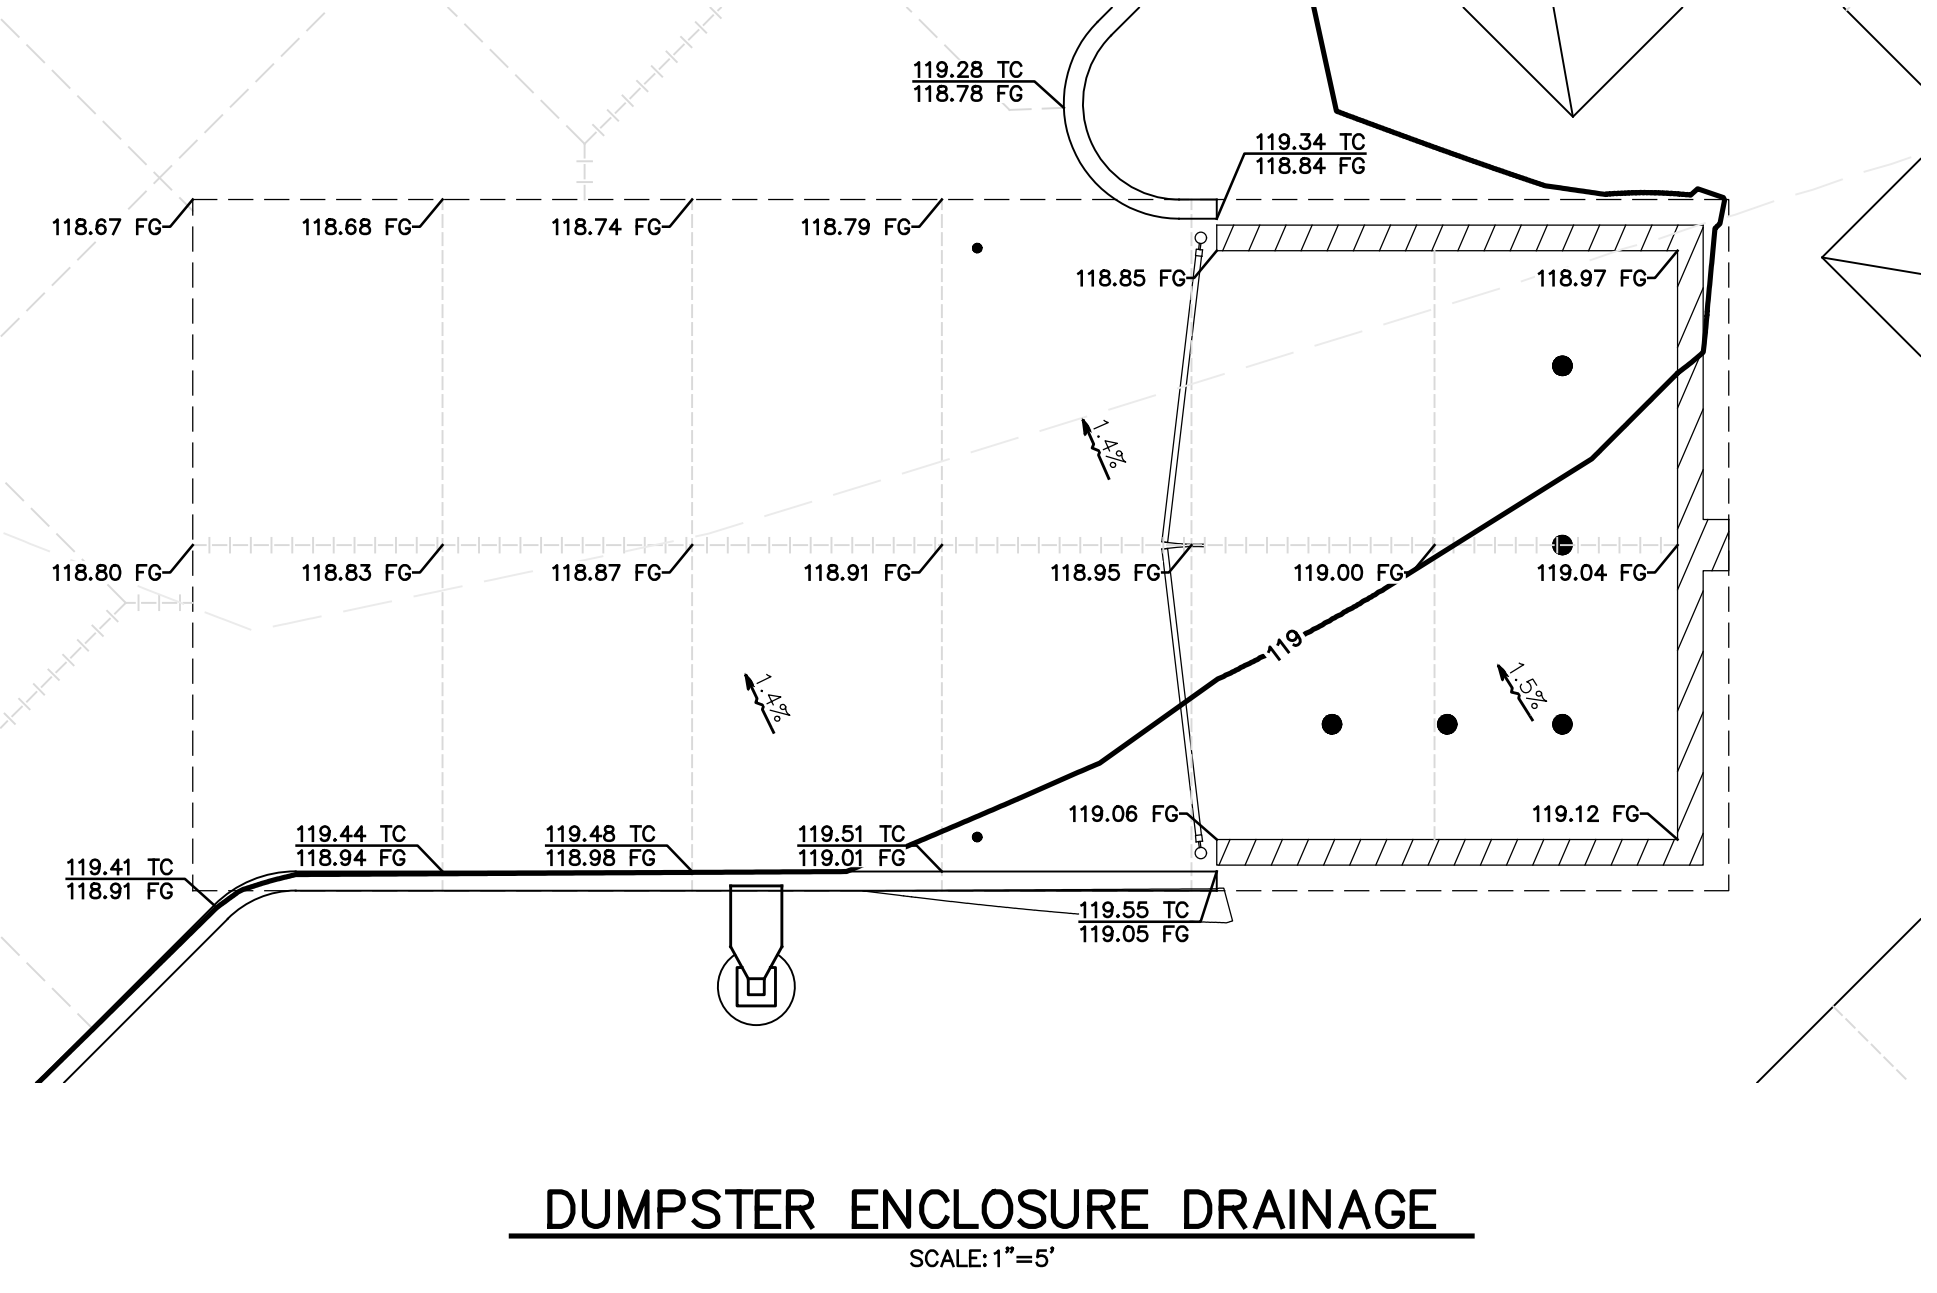 119.28 TC
118.78 FG
119.34 TC
118.84 FG
118.67 FG
118.68 FG
118.74 FG
118.79 FG
118.85 FG
118.97 FG
1.4%
118.80 FG
118.83 FG
118.87 FG
118.91 FG
118.95 FG
119.00 FG
119.04 FG
119
1.4%
1.5%
119.06 FG
119.12 FG
119.41 TC
118.91 FG
119.44 TC
118.94 FG
119.48 TC
118.98 FG
119.51 TC
119.01 FG
119.55 TC
119.05 FG
DUMPSTER ENCLOSURE DRAINAGE
SCALE: 1"=5'